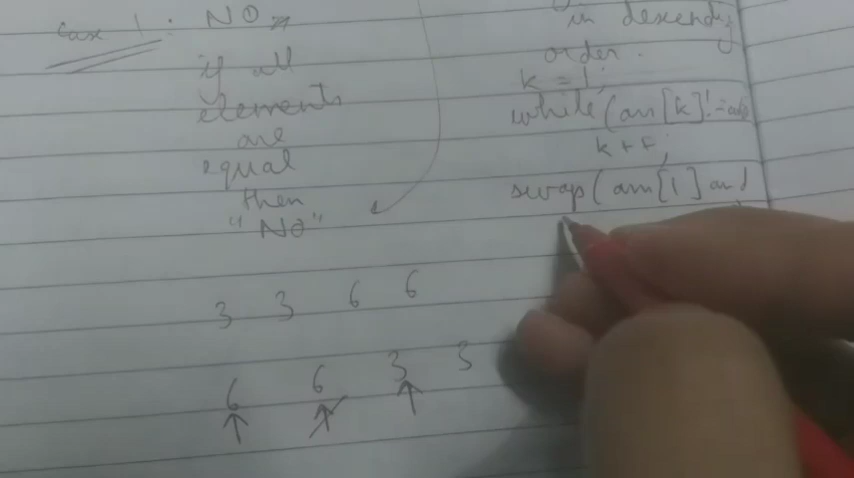 Case 1 : NO
if all
elements
are
equal
then
"NO"
3 3 6 6
6 6 3 3
in descendi
order.
k = 1;
while(arr[k]!=
k++;
swap(arr[1] and